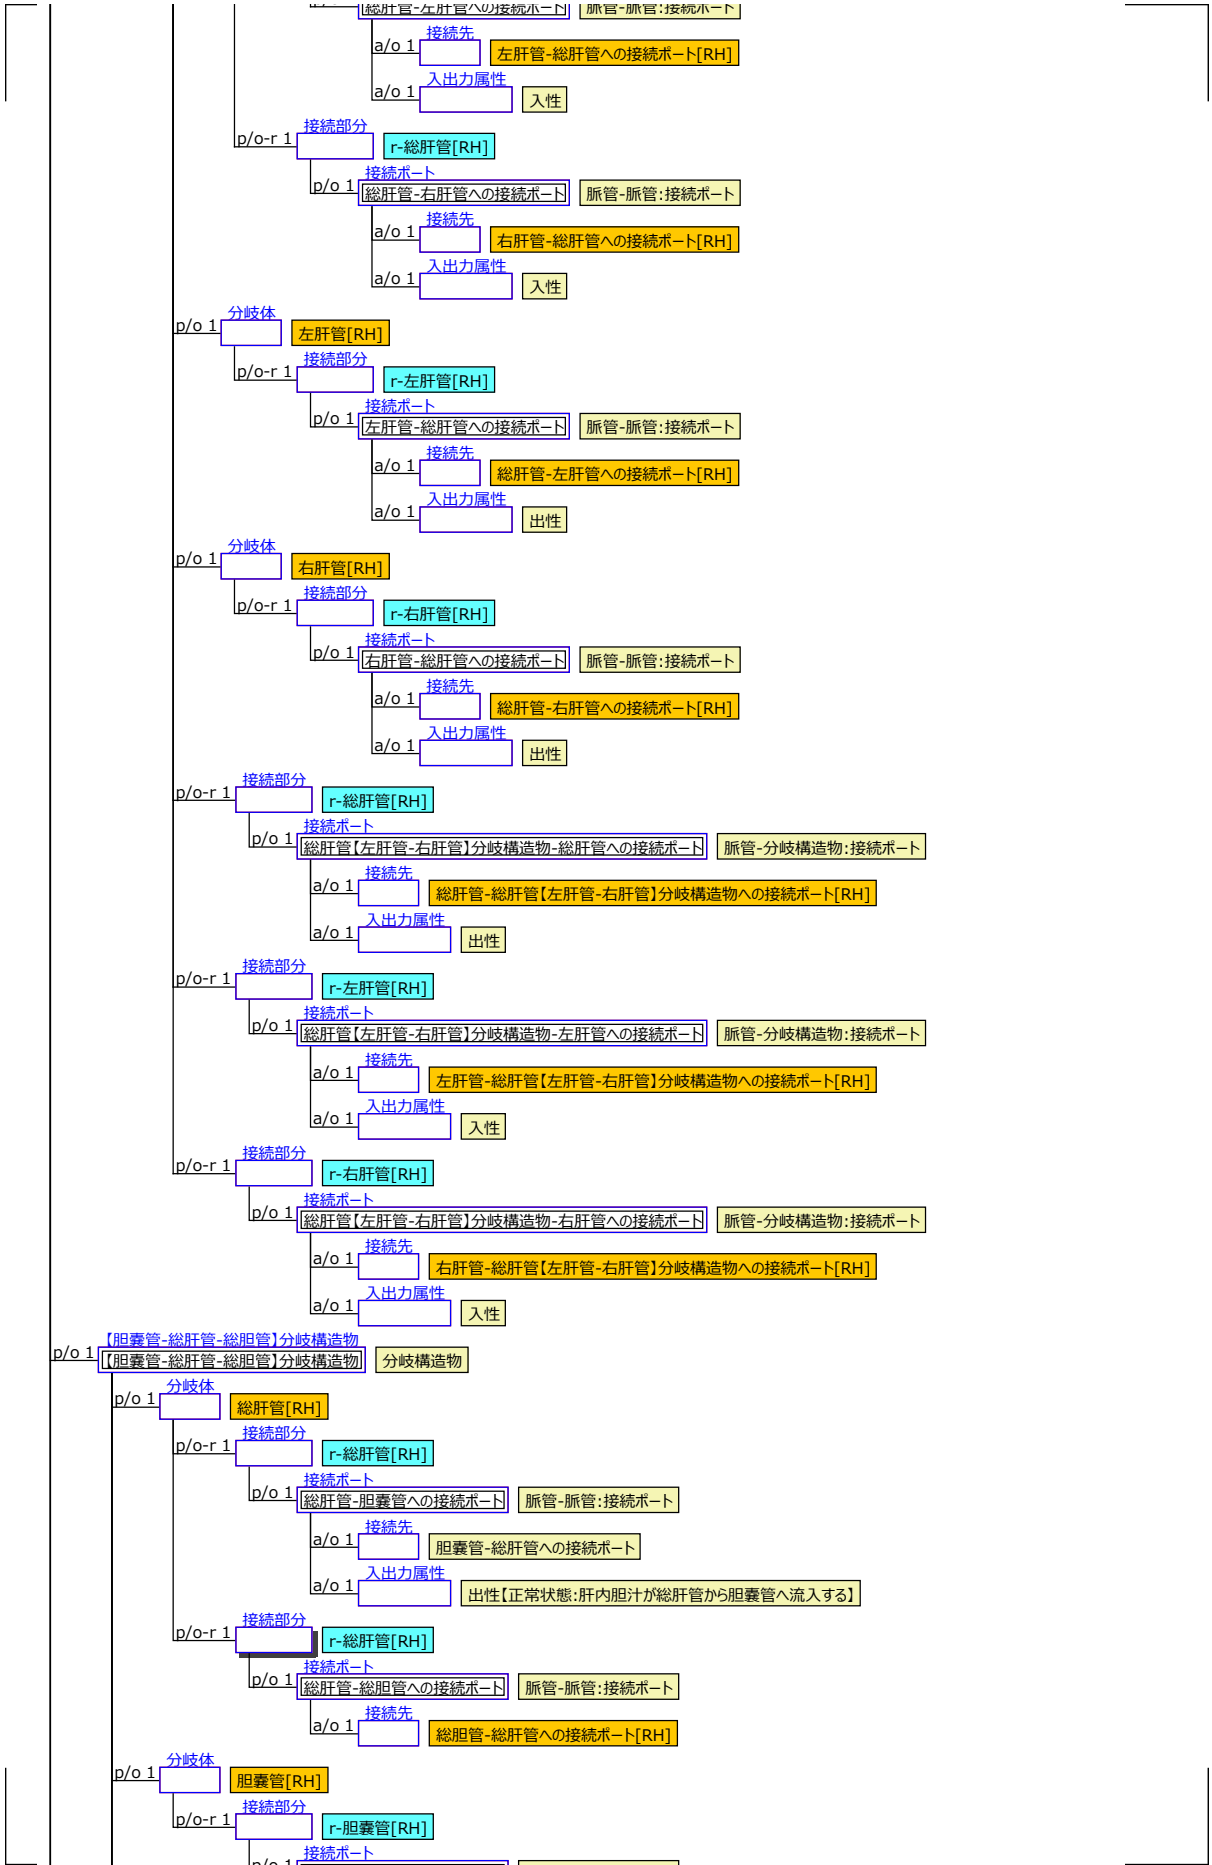 総肝管-左肝管への接続ポート 脈管-脈管:接続ポート
接続先
a/o 1 左肝管-総肝管への接続ポート[RH]
入出力属性
a/o 1 入性
接続部分
p/o-r 1 r-総肝管[RH]
接続ポート
p/o 1 総肝管-右肝管への接続ポート 脈管-脈管:接続ポート
接続先
a/o 1 右肝管-総肝管への接続ポート[RH]
入出力属性
a/o 1 入性
分岐体
p/o 1 左肝管[RH]
接続部分
p/o-r 1 r-左肝管[RH]
接続ポート
p/o 1 左肝管-総肝管への接続ポート 脈管-脈管:接続ポート
接続先
a/o 1 総肝管-左肝管への接続ポート[RH]
入出力属性
a/o 1 出性
分岐体
p/o 1 右肝管[RH]
接続部分
p/o-r 1 r-右肝管[RH]
接続ポート
p/o 1 右肝管-総肝管への接続ポート 脈管-脈管:接続ポート
接続先
a/o 1 総肝管-右肝管への接続ポート[RH]
入出力属性
a/o 1 出性
接続部分
p/o-r 1 r-総肝管[RH]
接続ポート
p/o 1 総肝管【左肝管-右肝管】分岐構造物-総肝管への接続ポート 脈管-分岐構造物:接続ポート
接続先
a/o 1 総肝管-総肝管【左肝管-右肝管】分岐構造物への接続ポート[RH]
入出力属性
a/o 1 出性
接続部分
p/o-r 1 r-左肝管[RH]
接続ポート
p/o 1 総肝管【左肝管-右肝管】分岐構造物-左肝管への接続ポート 脈管-分岐構造物:接続ポート
接続先
a/o 1 左肝管-総肝管【左肝管-右肝管】分岐構造物への接続ポート[RH]
入出力属性
a/o 1 入性
接続部分
p/o-r 1 r-右肝管[RH]
接続ポート
p/o 1 総肝管【左肝管-右肝管】分岐構造物-右肝管への接続ポート 脈管-分岐構造物:接続ポート
接続先
a/o 1 右肝管-総肝管【左肝管-右肝管】分岐構造物への接続ポート[RH]
入出力属性
a/o 1 入性
【胆嚢管-総肝管-総胆管】分岐構造物
p/o 1 【胆嚢管-総肝管-総胆管】分岐構造物 分岐構造物
分岐体
p/o 1 総肝管[RH]
接続部分
p/o-r 1 r-総肝管[RH]
接続ポート
p/o 1 総肝管-胆嚢管への接続ポート 脈管-脈管:接続ポート
接続先
a/o 1 胆嚢管-総肝管への接続ポート
入出力属性
a/o 1 出性【正常状態:肝内胆汁が総肝管から胆嚢管へ流入する】
接続部分
p/o-r 1 r-総肝管[RH]
接続ポート
p/o 1 総肝管-総胆管への接続ポート 脈管-脈管:接続ポート
接続先
a/o 1 総胆管-総肝管への接続ポート[RH]
分岐体
p/o 1 胆嚢管[RH]
接続部分
p/o-r 1 r-胆嚢管[RH]
接続ポート
p/o 1